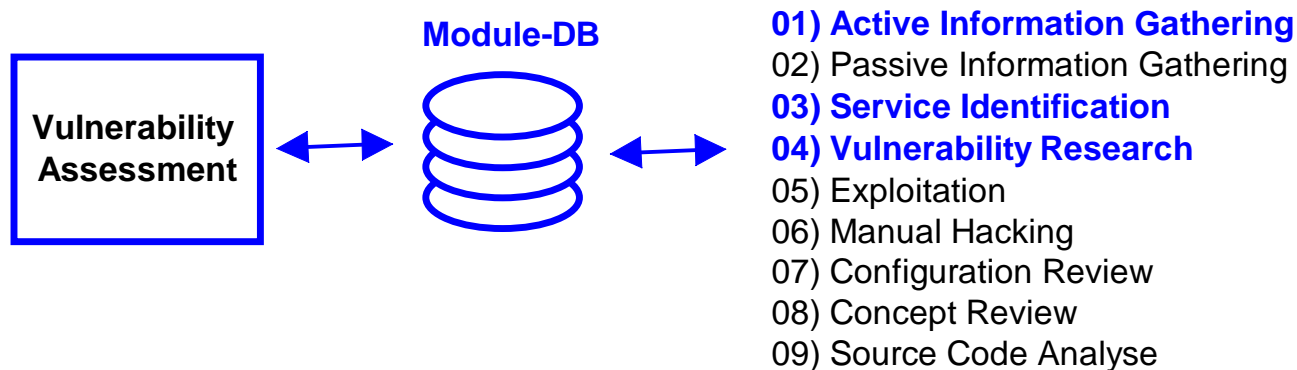 Vulnerability
Assessment
Module-DB
01) Active Information Gathering
02) Passive Information Gathering
03) Service Identification
04) Vulnerability Research
05) Exploitation
06) Manual Hacking
07) Configuration Review
08) Concept Review
09) Source Code Analyse